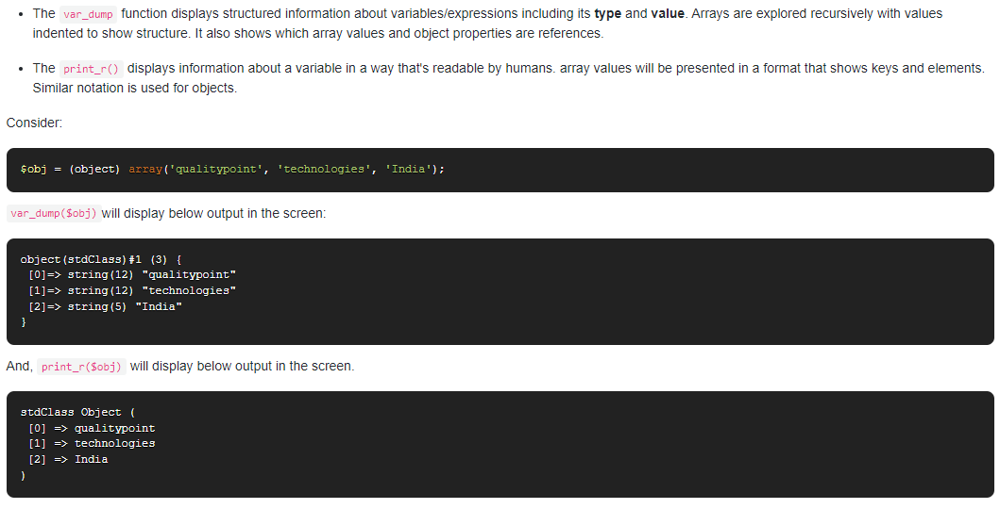 • The var_dump function displays structured information about variables/expressions including its type and value. Arrays are explored recursively with values
indented to show structure. It also shows which array values and object properties are references.
• The print_r() displays information about a variable in a way that's readable by humans. array values will be presented in a format that shows keys and elements.
Similar notation is used for objects.
Consider:
$obj = (object) array('qualitypoint', 'technologies', 'India');
var_dump($obj) will display below output in the screen:
object(stdClass)#1 (3) {
 [0]=> string(12) "qualitypoint"
 [1]=> string(12) "technologies"
 [2]=> string(5) "India"
}
And, print_r($obj) will display below output in the screen.
stdClass Object (
 [0] => qualitypoint
 [1] => technologies
 [2] => India
)